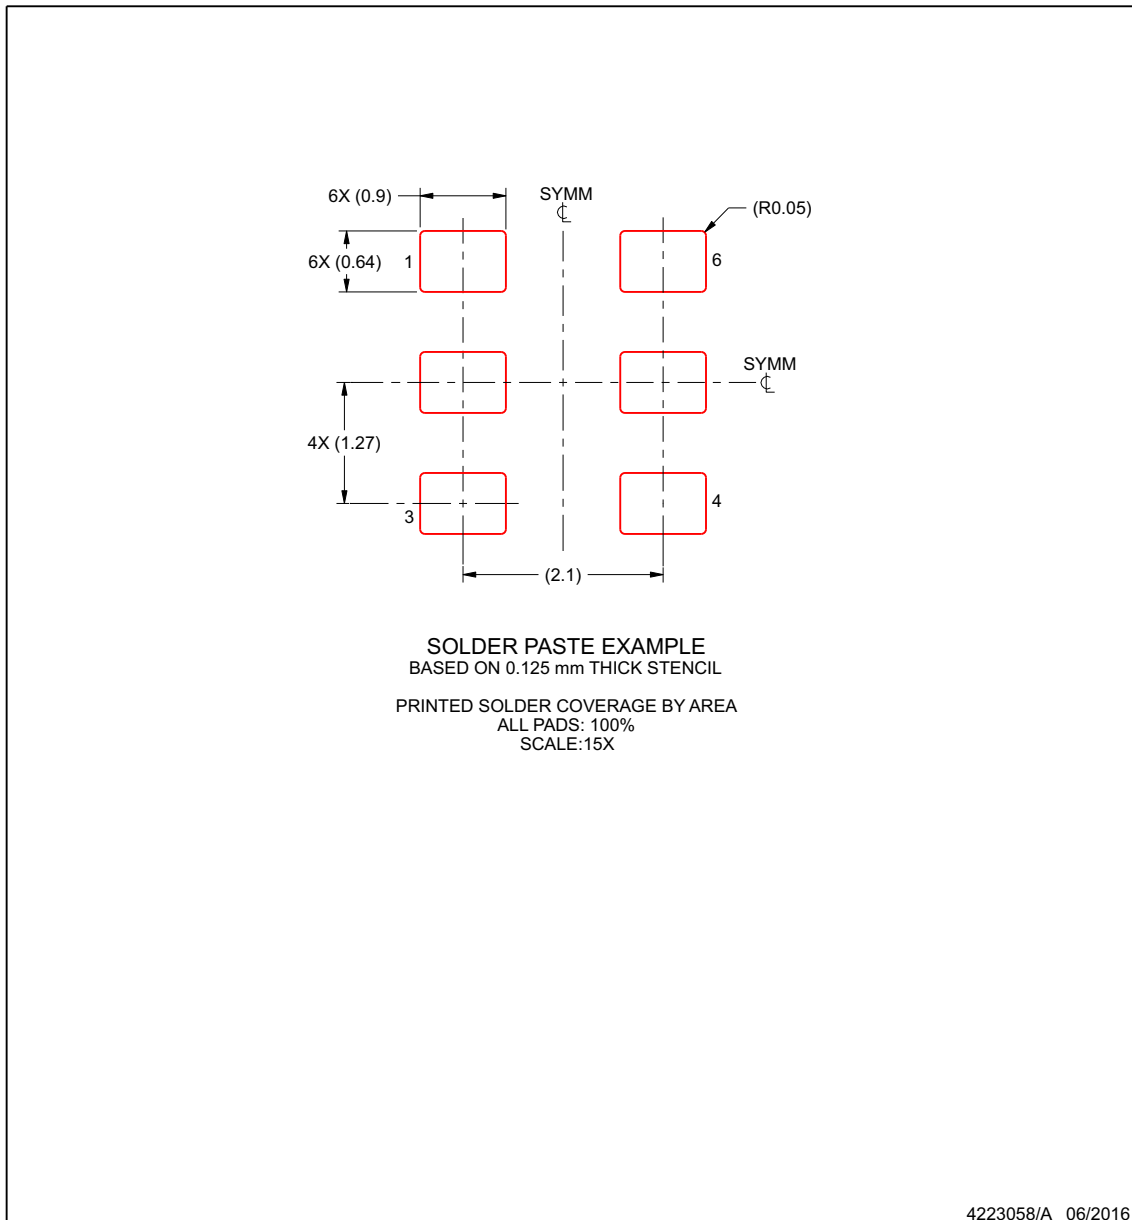 6X (0.9)
SYMM
(R0.05)
6X (0.64)
1
6
SYMM
4X (1.27)
3
4
(2.1)
SOLDER PASTE EXAMPLE
BASED ON 0.125 mm THICK STENCIL
PRINTED SOLDER COVERAGE BY AREA
ALL PADS: 100%
SCALE:15X
4223058/A 06/2016